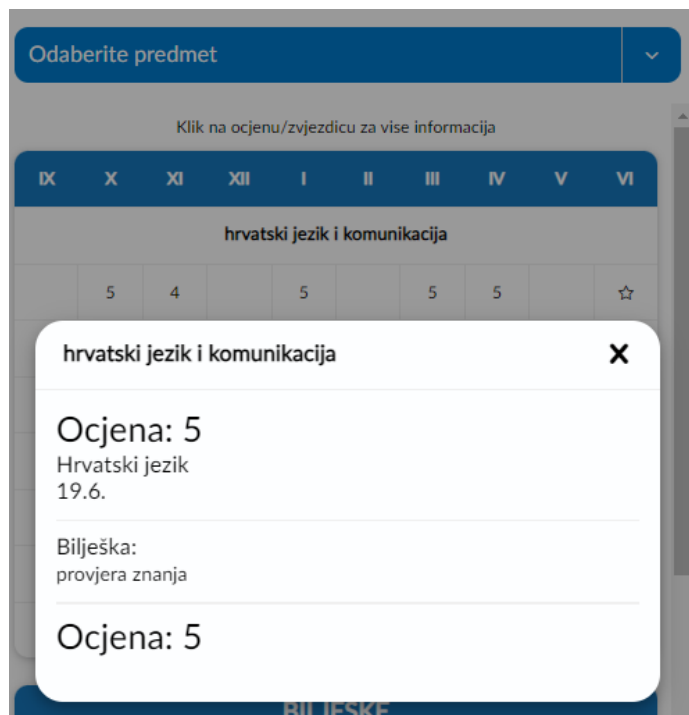 Odaberite predmet
Klik na ocjenu/zvjezdicu za vise informacija
IX X XI XII I II III IV V VI
hrvatski jezik i komunikacija
5 4 5 5 5
hrvatski jezik i komunikacija
Ocjena: 5
Hrvatski jezik
19.6.
Bilješka:
provjera znanja
Ocjena: 5
BILJEŠKE